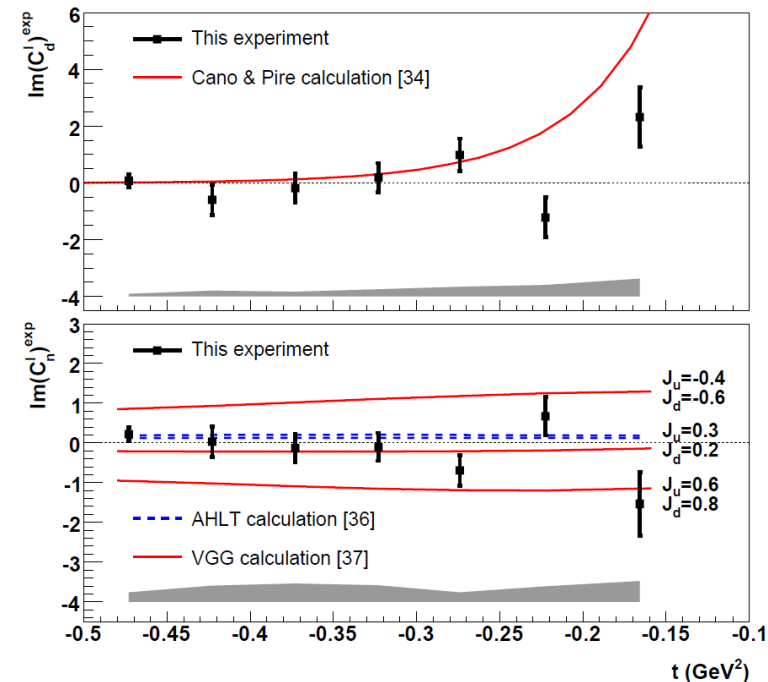 Im(C^I_d)^exp
6
4
2
0
-2
-4
This experiment
Cano & Pire calculation [34]
Im(C^I_n)^exp
3
2
1
0
-1
-2
-3
-4
This experiment
J_u=-0.4
J_d=-0.6
J_u=0.3
J_d=0.2
J_u=0.6
J_d=0.8
AHLT calculation [36]
VGG calculation [37]
-0.5 -0.45 -0.4 -0.35 -0.3 -0.25 -0.2 -0.15 -0.1
t (GeV^2)